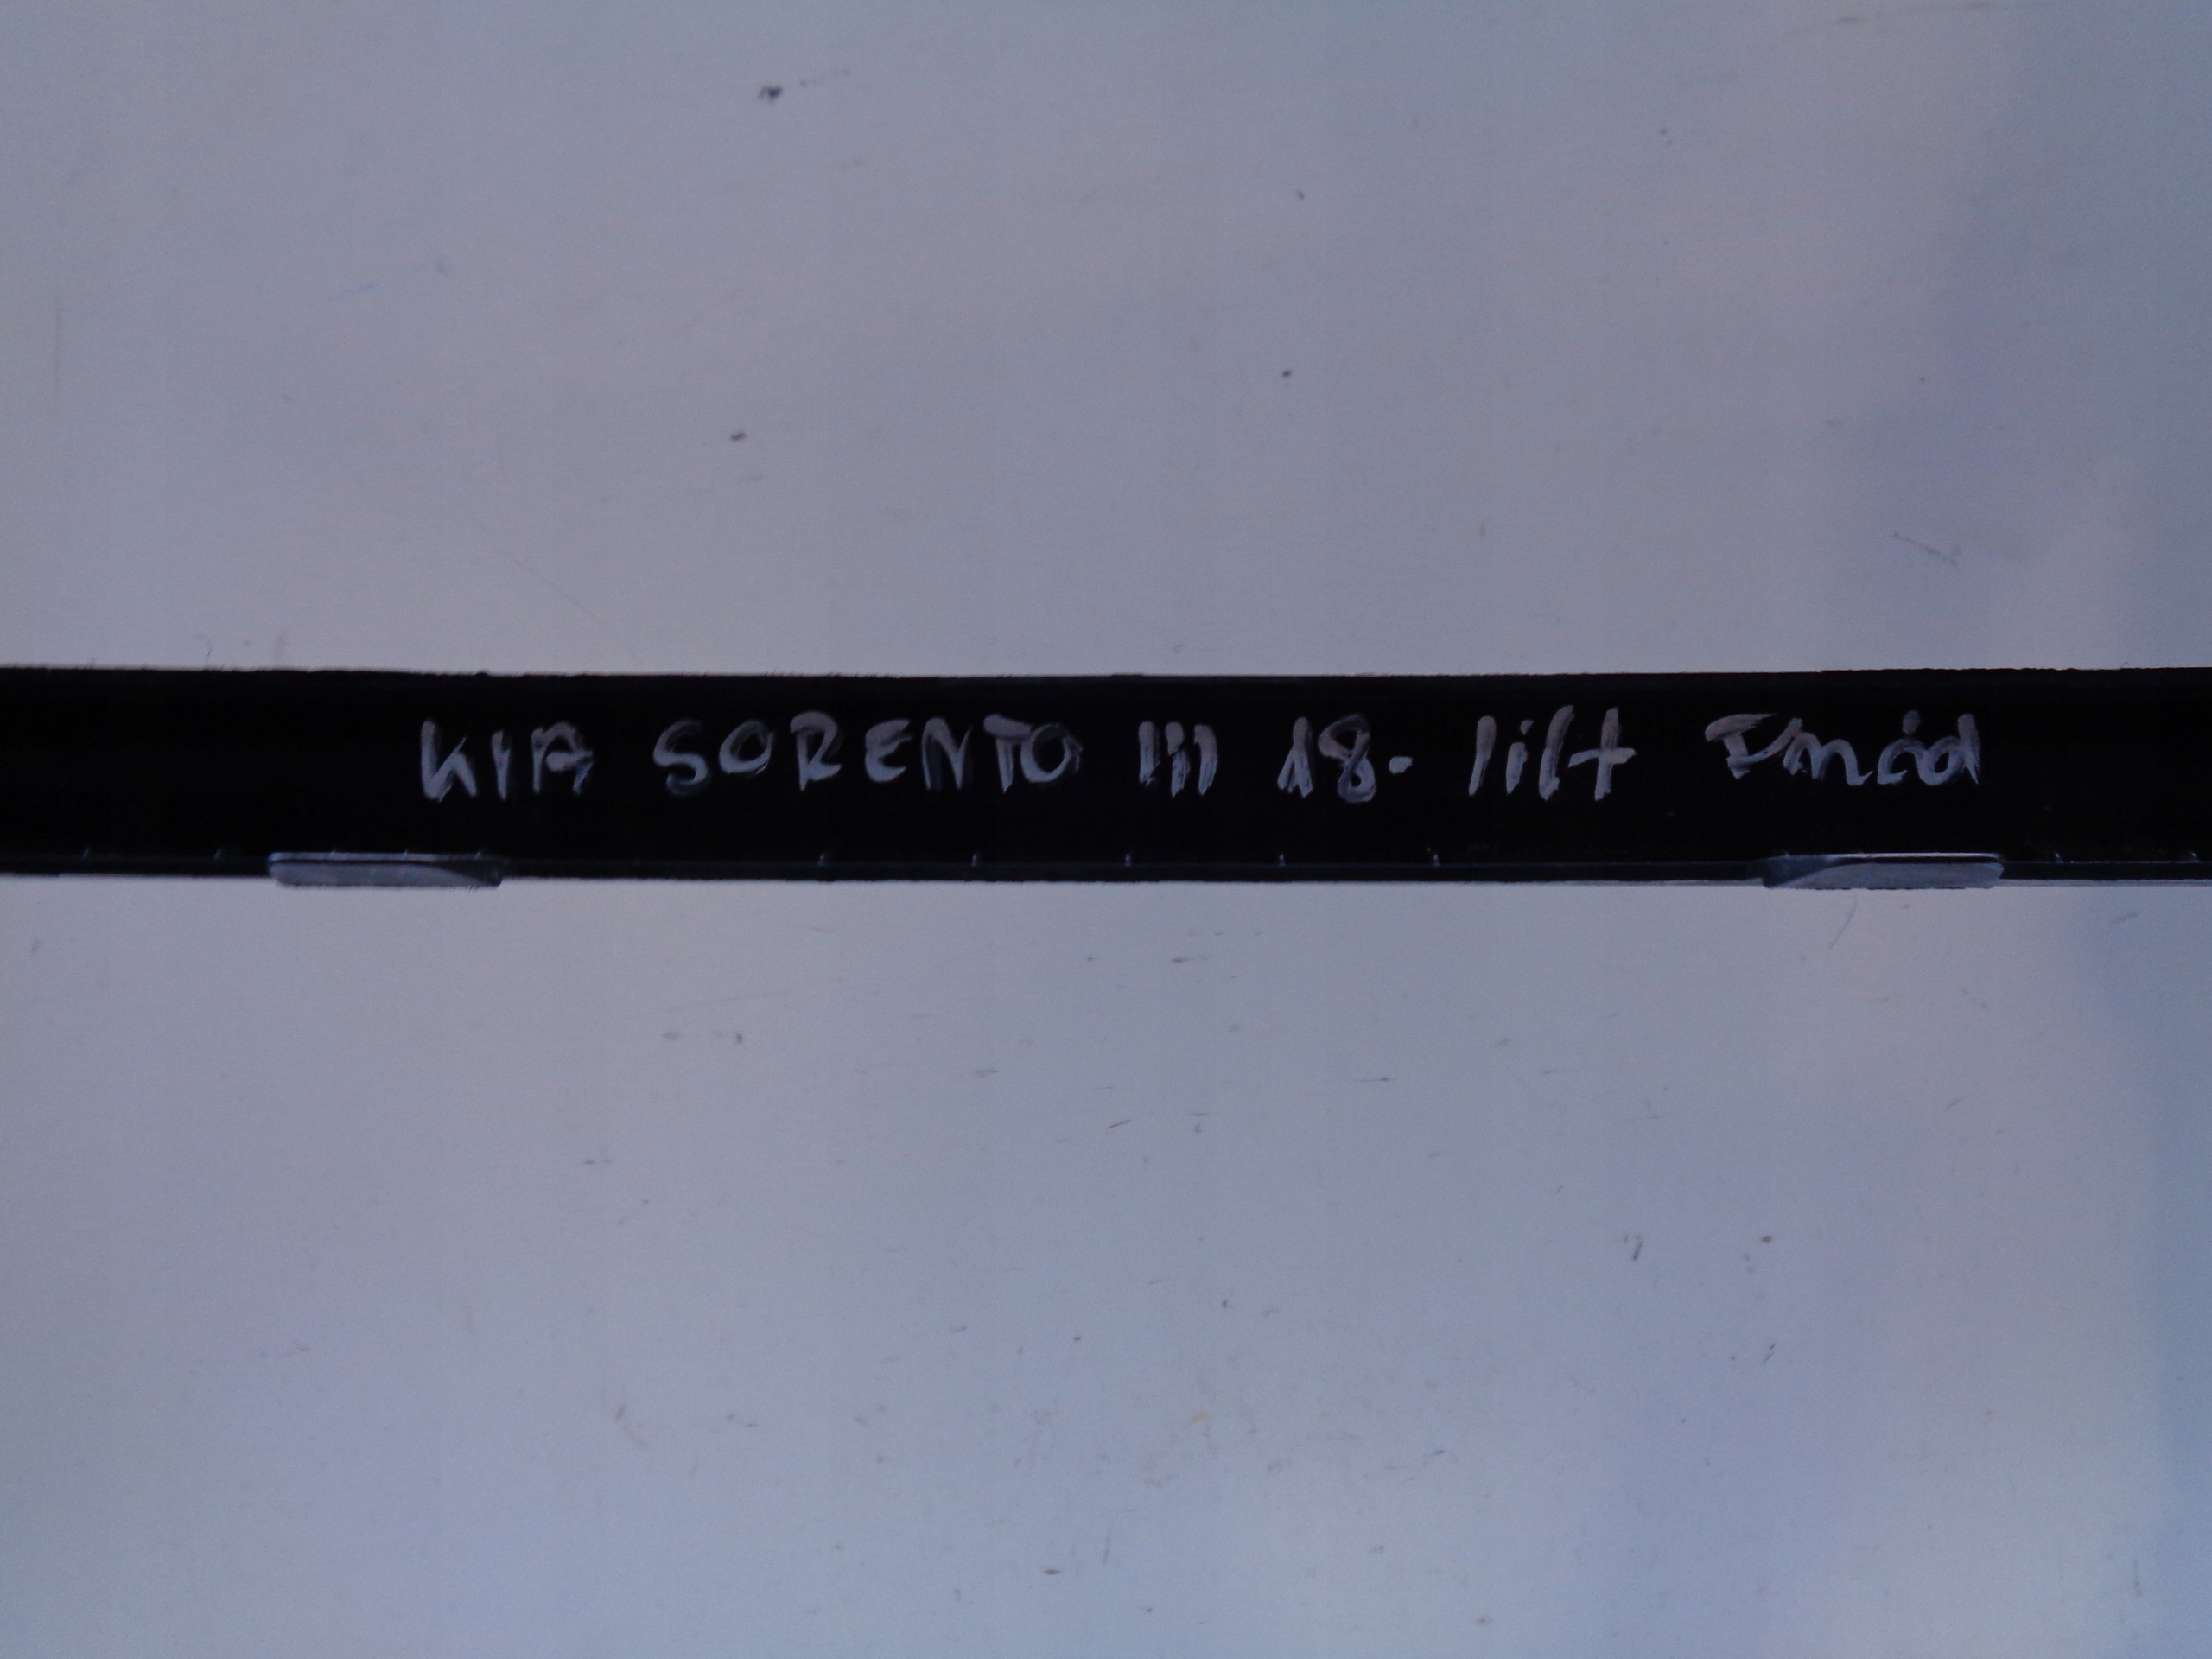 KIA SORENTO III 18- lift